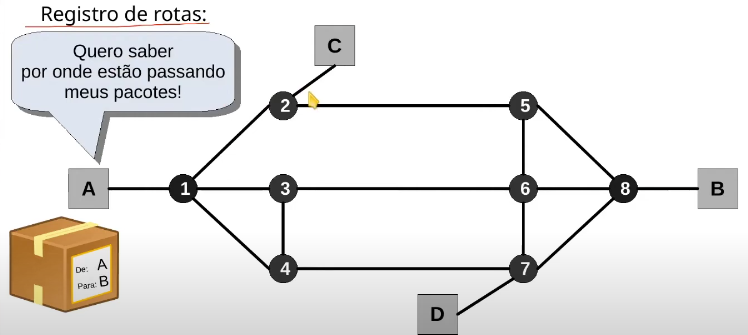 Registro de rotas:
Quero saber
por onde estão passando
meus pacotes!
C
2
5
A
1
3
6
8
B
De: A
Para: B
4
7
D